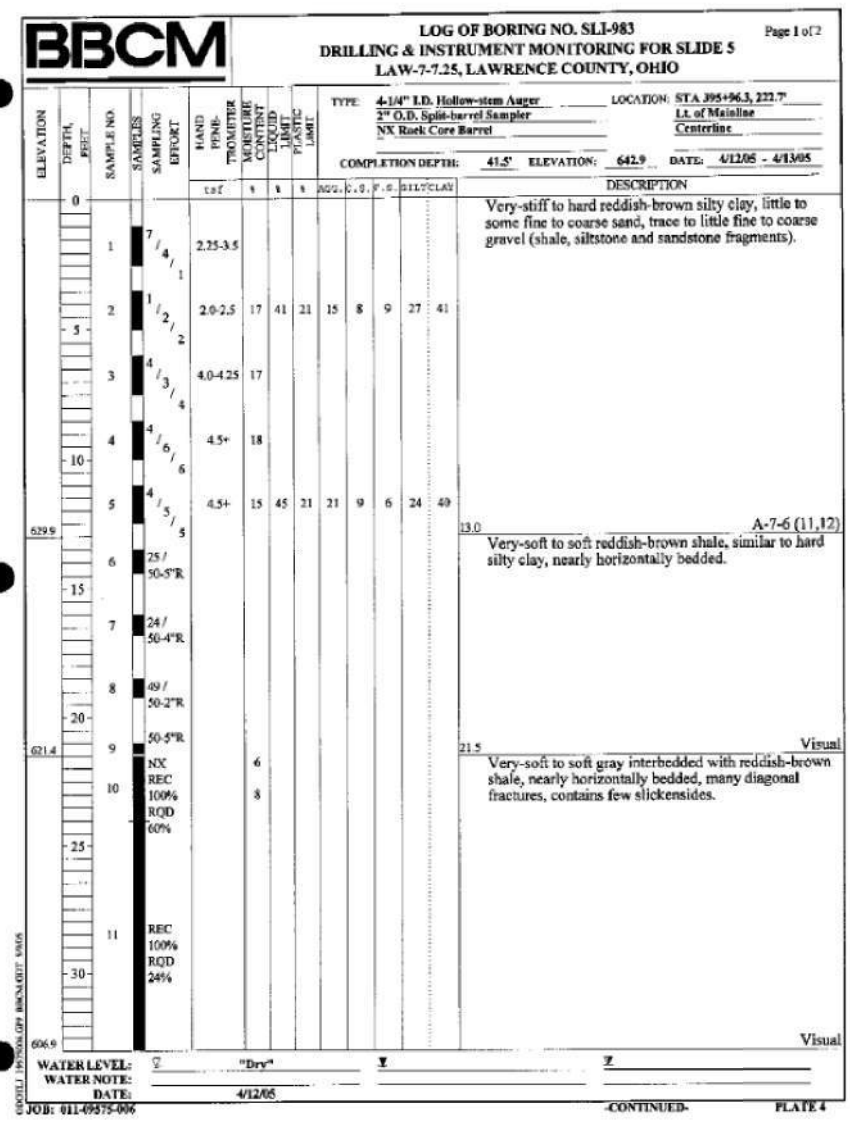 BBCM
LOG OF BORING NO. SLI-983
Page 1 of 2
DRILLING & INSTRUMENT MONITORING FOR SLIDE 5
LAW-7-7.25, LAWRENCE COUNTY, OHIO
ELEVATION
DEPTH, FEET
SAMPLE NO.
SAMPLES
SAMPLING EFFORT
HAND PENE- TROMETER
MOISTURE CONTENT
LIQUID LIMIT
PLASTIC LIMIT
TYPE: 4-1/4" I.D. Hollow-stem Auger
2" O.D. Split-barrel Sampler
NX Rock Core Barrel
LOCATION: STA 395+96.3, 222.7'
Lt. of Mainline
Centerline
COMPLETION DEPTH: 41.5' ELEVATION: 642.9 DATE: 4/12/05 - 4/13/05
tsf % % % AGG. C.S. F.S. SILT CLAY
DESCRIPTION
0
Very-stiff to hard reddish-brown silty clay, little to
some fine to coarse sand, trace to little fine to coarse
gravel (shale, siltstone and sandstone fragments).
1 7/4/1 2.25-3.5
2 1/2/2 2.0-2.5 17 41 21 15 8 9 27 41
5
3 4/3/4 4.0-4.25 17
4 4/6/6 4.5+ 18
10
5 4/5/5 4.5+ 15 45 21 21 9 6 24 40
629.9 13.0 A-7-6 (11,12)
Very-soft to soft reddish-brown shale, similar to hard
silty clay, nearly horizontally bedded.
6 25/
50-5"R
15
7 24/
50-4"R
8 49/
50-2"R
20
50-5"R
9
621.4 21.5 Visual
Very-soft to soft gray interbedded with reddish-brown
shale, nearly horizontally bedded, many diagonal
fractures, contains few slickensides.
NX 6
REC
10 100% 8
RQD
60%
25
11 REC
100%
RQD
30 24%
606.9 Visual
WATER LEVEL: "Dry"
WATER NOTE:
DATE: 4/12/05
JOB: 011-09575-006
-CONTINUED-
PLATE 4